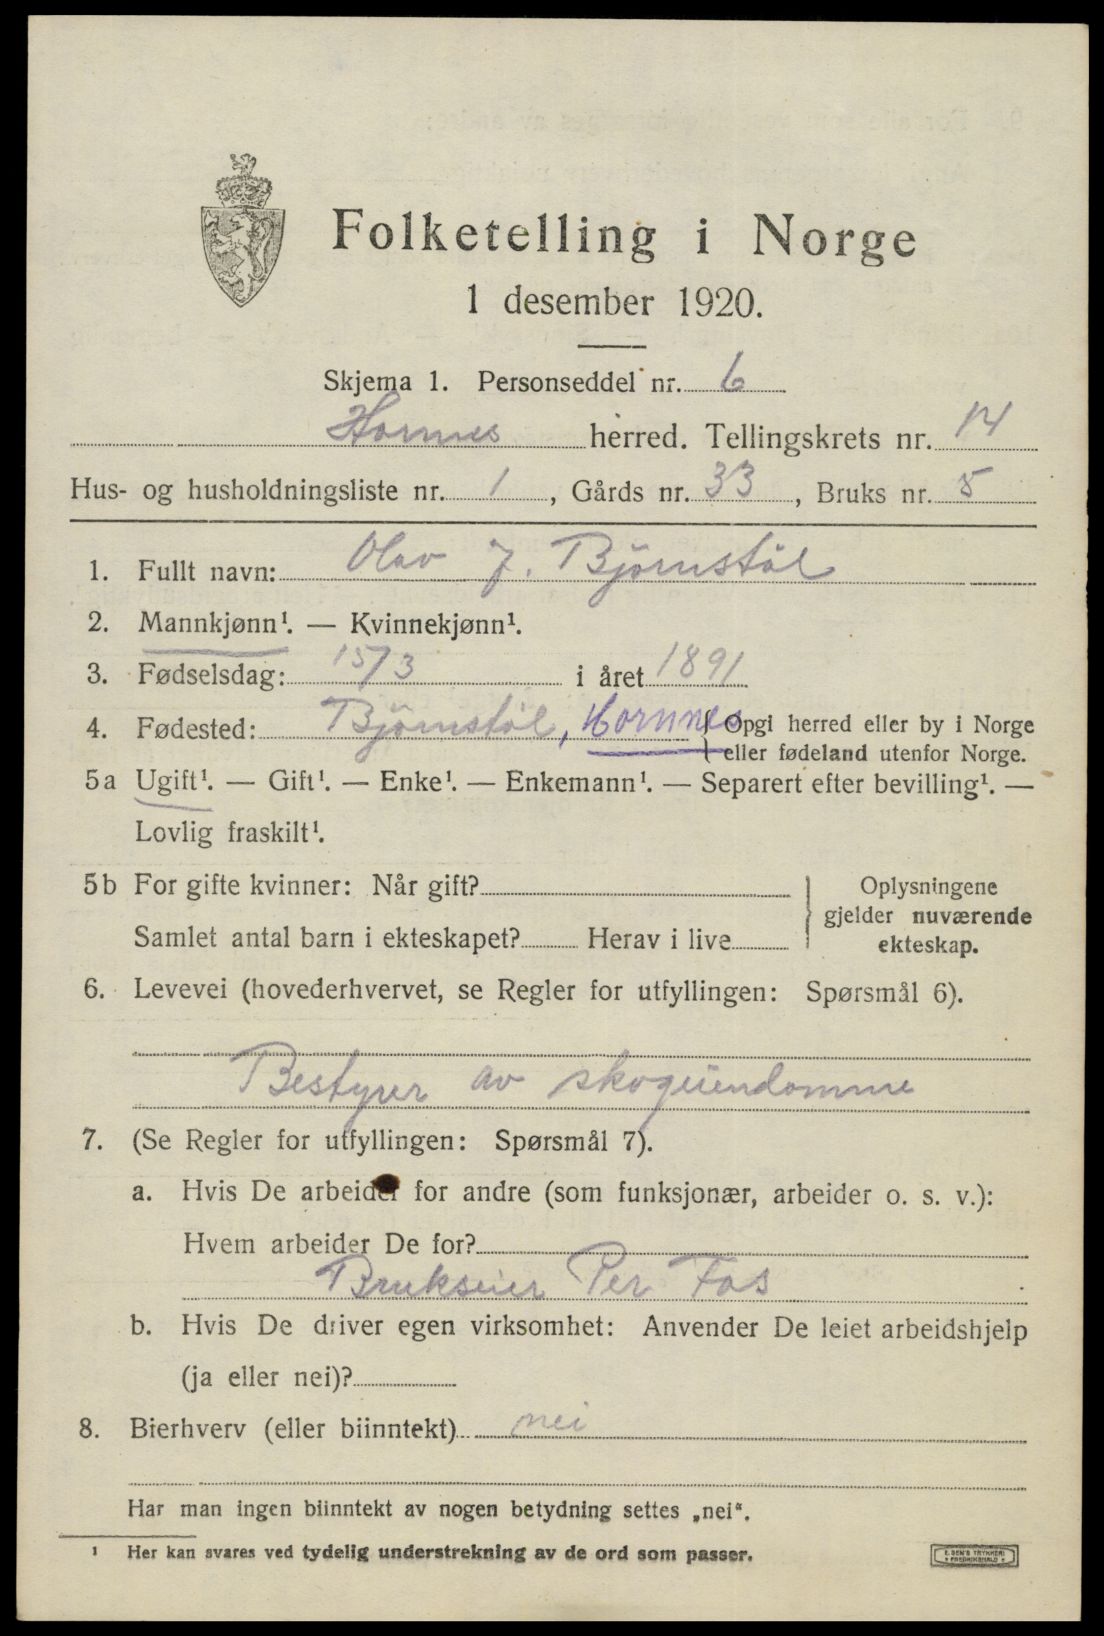 Folketelling i Norge
1 desember 1920.
Skjema 1. Personseddel nr. 6
Hornnes herred. Tellingskrets nr. 14
Hus- og husholdningsliste nr. 1, Gårds nr. 33, Bruks nr. 5
1. Fullt navn: Olav J. Björnstöl
2. Mannkjønn¹. — Kvinnekjønn¹.
3. Fødselsdag: 15/3 i året 1891
4. Fødested: Björnstöl, Hornnes { Opgi herred eller by i Norge
eller fødeland utenfor Norge.
5a Ugift¹. — Gift¹. — Enke¹. — Enkemann¹. — Separert efter bevilling¹. —
Lovlig fraskilt¹.
5b For gifte kvinner: Når gift? } Oplysningene
gjelder nuværende
Samlet antal barn i ekteskapet? Herav i live
ekteskap.
6. Levevei (hovederhvervet, se Regler for utfyllingen: Spørsmål 6).
Bestyrer av skogeiendomme
7. (Se Regler for utfyllingen: Spørsmål 7).
a. Hvis De arbeider for andre (som funksjonær, arbeider o. s. v.):
Hvem arbeider De for?
Brukseier Per Fos
b. Hvis De driver egen virksomhet: Anvender De leiet arbeidshjelp
(ja eller nei)?
8. Bierhverv (eller biinntekt) nei
Har man ingen biinntekt av nogen betydning settes „nei“.
¹ Her kan svares ved tydelig understrekning av de ord som passer.
E. SEM'S TRYKKERI
FREDRIKSHALD